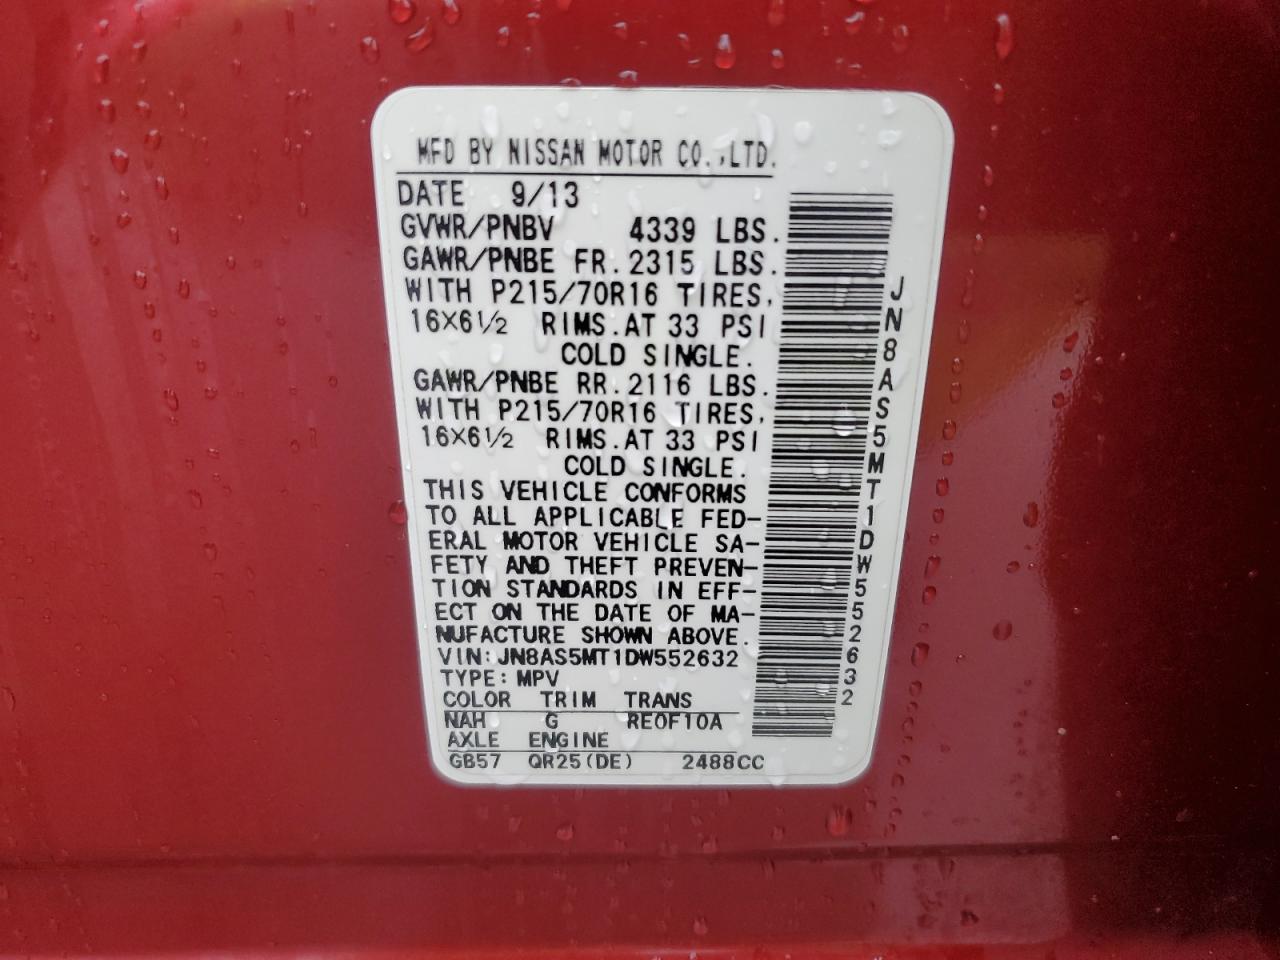 MFD BY NISSAN MOTOR CO.,LTD.
DATE 9/13
GVWR/PNBV 4339 LBS.
GAWR/PNBE FR. 2315 LBS.
WITH P215/70R16 TIRES,
16X6½ RIMS. AT 33 PSI
COLD SINGLE.
GAWR/PNBE RR. 2116 LBS.
WITH P215/70R16 TIRES,
16X6½ RIMS. AT 33 PSI
COLD SINGLE.
THIS VEHICLE CONFORMS
TO ALL APPLICABLE FED-
ERAL MOTOR VEHICLE SA-
FETY AND THEFT PREVEN-
TION STANDARDS IN EFF-
ECT ON THE DATE OF MA-
NUFACTURE SHOWN ABOVE.
VIN: JN8AS5MT1DW552632
TYPE: MPV
COLOR TRIM TRANS
NAH G RE0F10A
AXLE ENGINE
GB57 QR25(DE) 2488CC
JN8AS5MT1DW552632